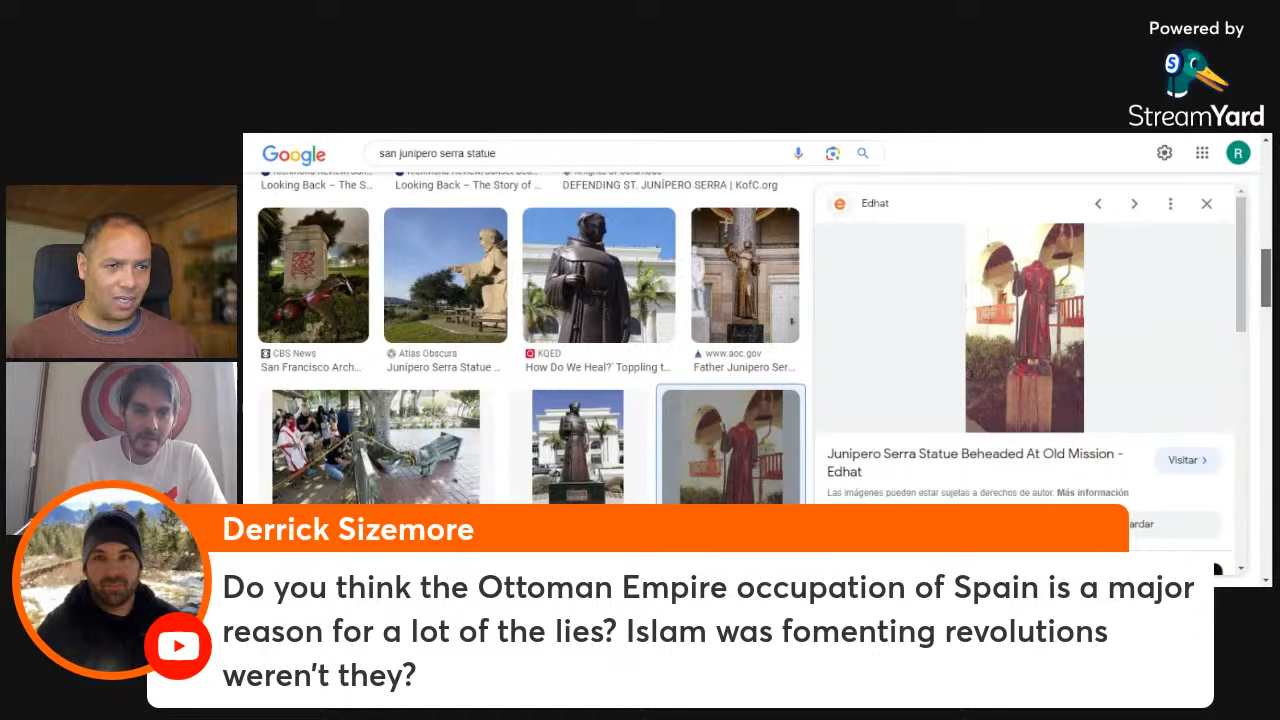 Powered by
StreamYard
Google
san junipero serra statue
R
Looking Back – The S...
Looking Back – The Story of ...
DEFENDING ST. JUNÍPERO SERRA | KofC.org
e Edhat
CBS News
San Francisco Arch...
Atlas Obscura
Junípero Serra Statue ...
KQED
How Do We Heal?' Toppling t...
www.aoc.gov
Father Junipero Ser...
Junipero Serra Statue Beheaded At Old Mission -
Edhat
Visitar
Las imágenes pueden estar sujetas a derechos de autor. Más información
Derrick Sizemore
Do you think the Ottoman Empire occupation of Spain is a major
reason for a lot of the lies? Islam was fomenting revolutions
weren't they?